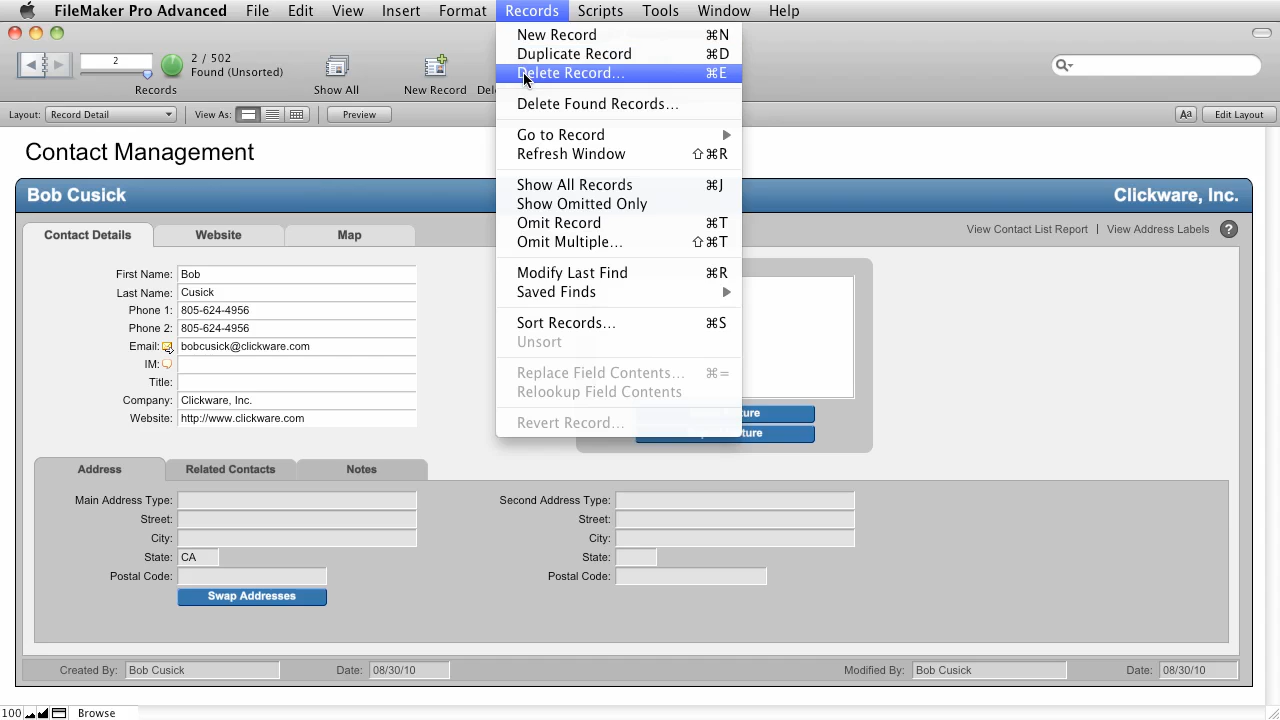 FileMaker Pro Advanced File Edit View Insert Format Records Scripts Tools Window Help
New Record ⌘N
Duplicate Record ⌘D
Delete Record... ⌘E
Delete Found Records...
Go to Record
Refresh Window ⇧⌘R
Show All Records ⌘J
Show Omitted Only
Omit Record ⌘T
Omit Multiple... ⇧⌘T
Modify Last Find ⌘R
Saved Finds
Sort Records... ⌘S
Unsort
Replace Field Contents... ⌘=
Relookup Field Contents
Revert Record...
2
2 / 502
Found (Unsorted)
Records
Show All
New Record
Layout: Record Detail
View As:
Preview
Aa
Edit Layout
Contact Management
Bob Cusick
Clickware, Inc.
Contact Details
Website
Map
View Contact List Report | View Address Labels ?
First Name: Bob
Last Name: Cusick
Phone 1: 805-624-4956
Phone 2: 805-624-4956
Email: bobcusick@clickware.com
IM:
Title:
Company: Clickware, Inc.
Website: http://www.clickware.com
Address
Related Contacts
Notes
Main Address Type:
Street:
City:
State: CA
Postal Code:
Swap Addresses
Second Address Type:
Street:
City:
State:
Postal Code:
Created By: Bob Cusick
Date: 08/30/10
Modified By: Bob Cusick
Date: 08/30/10
100
Browse